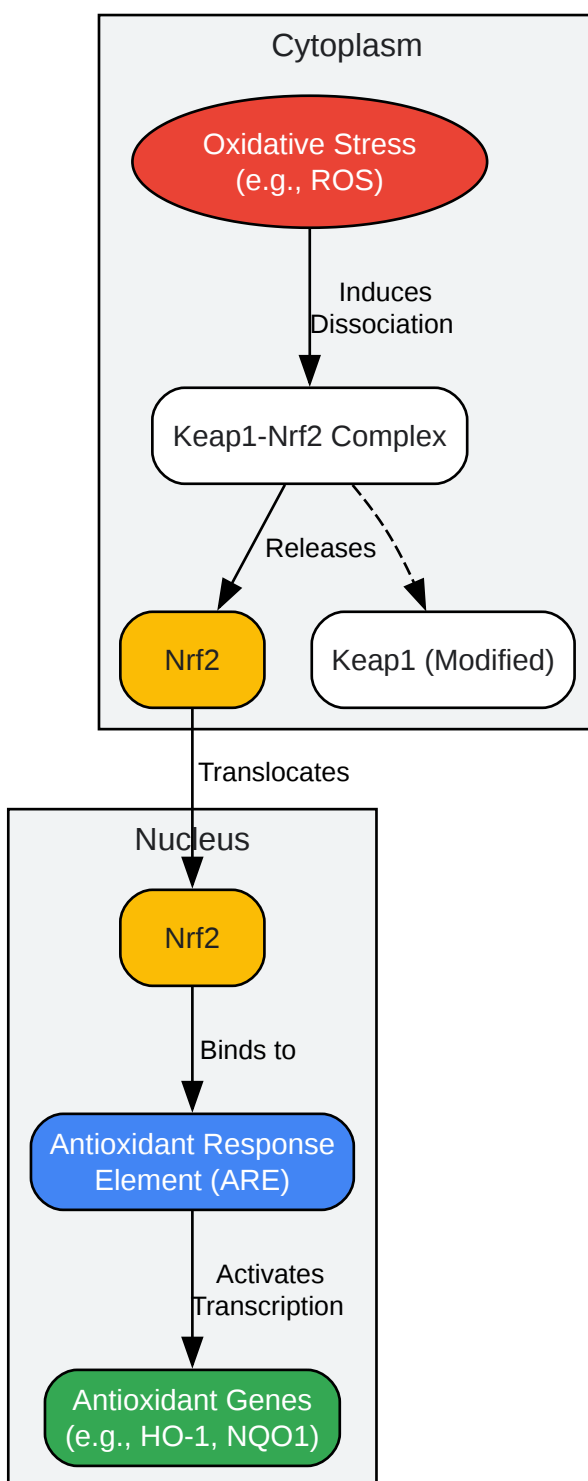 Cytoplasm
Oxidative Stress
(e.g., ROS)
Induces
Dissociation
Keap1-Nrf2 Complex
Releases
Nrf2
Keap1 (Modified)
Translocates
Nucleus
Nrf2
Binds to
Antioxidant Response
Element (ARE)
Activates
Transcription
Antioxidant Genes
(e.g., HO-1, NQO1)